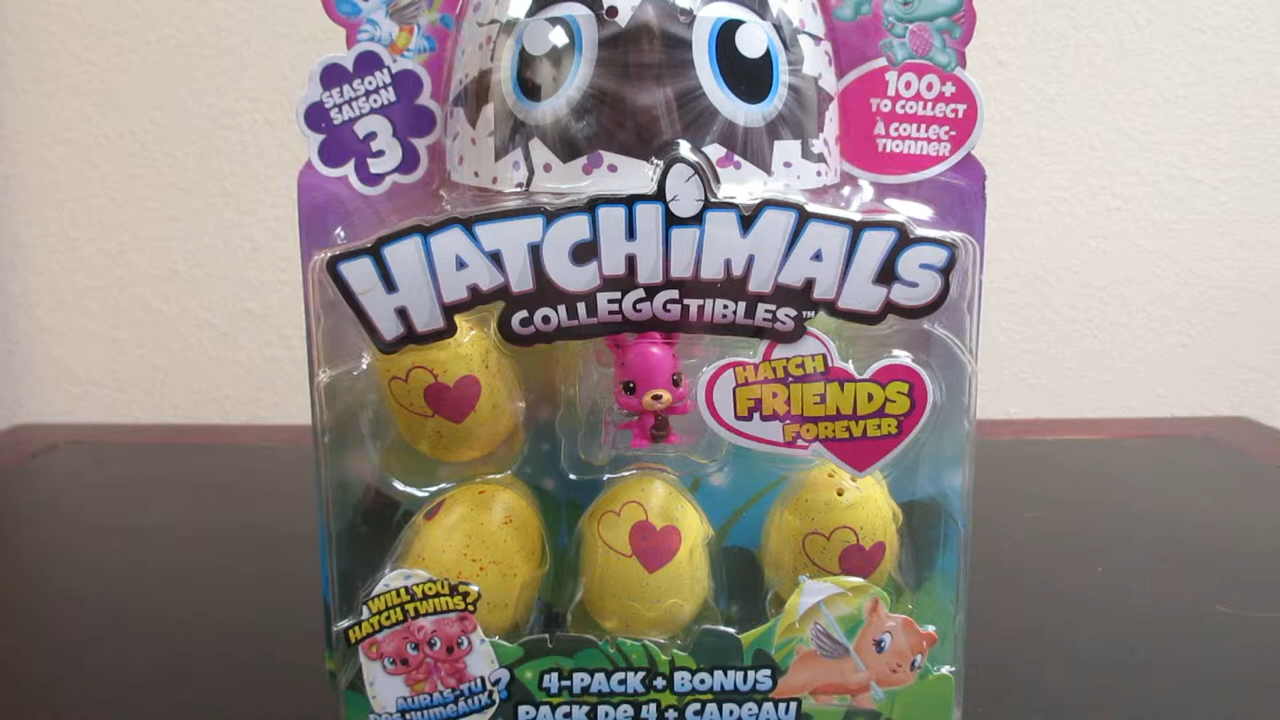 SEASON
SAISON
3
100+
TO COLLECT
À COLLEC-
TIONNER
HATCHiMALS
COLLEGGTIBLES™
HATCH
FRIENDS
FOREVER™
WILL YOU
HATCH TWINS?
AURAS-TU
DES JUMEAUX?
4-PACK + BONUS
PACK De 4 + CADEAU